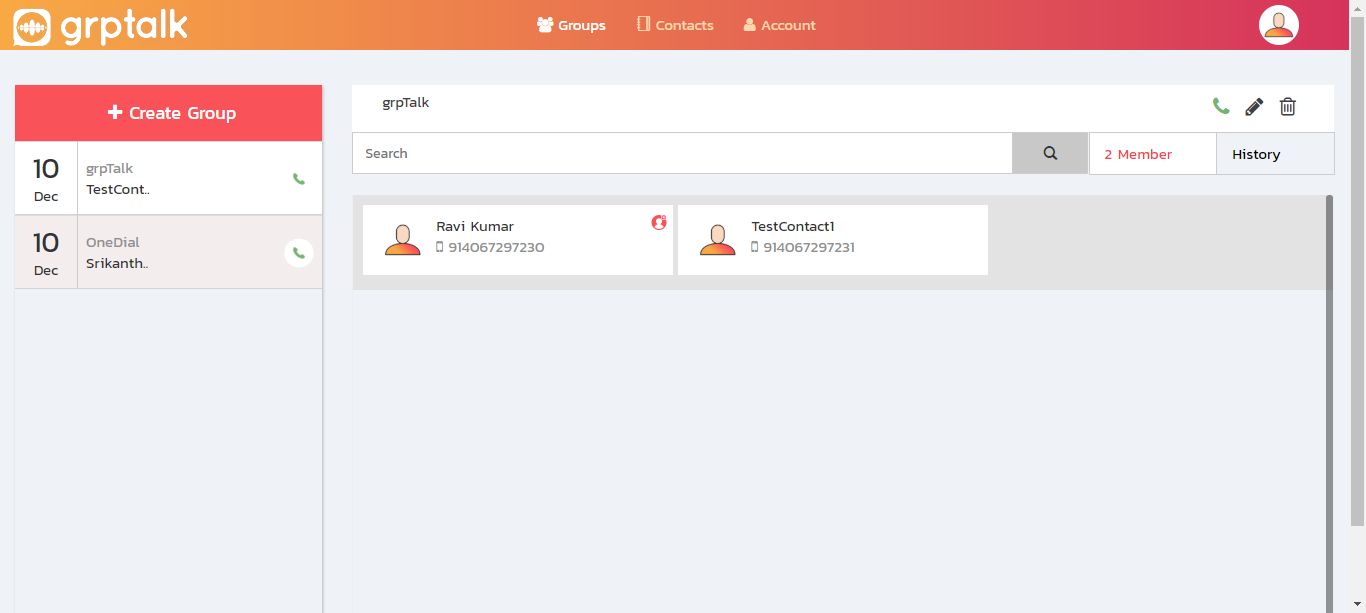 grptalk
Groups
Contacts
Account
Create Group
10
Dec
grpTalk
TestCont..
10
Dec
OneDial
Srikanth..
grpTalk
Search
2 Member
History
Ravi Kumar
914067297230
TestContact1
914067297231